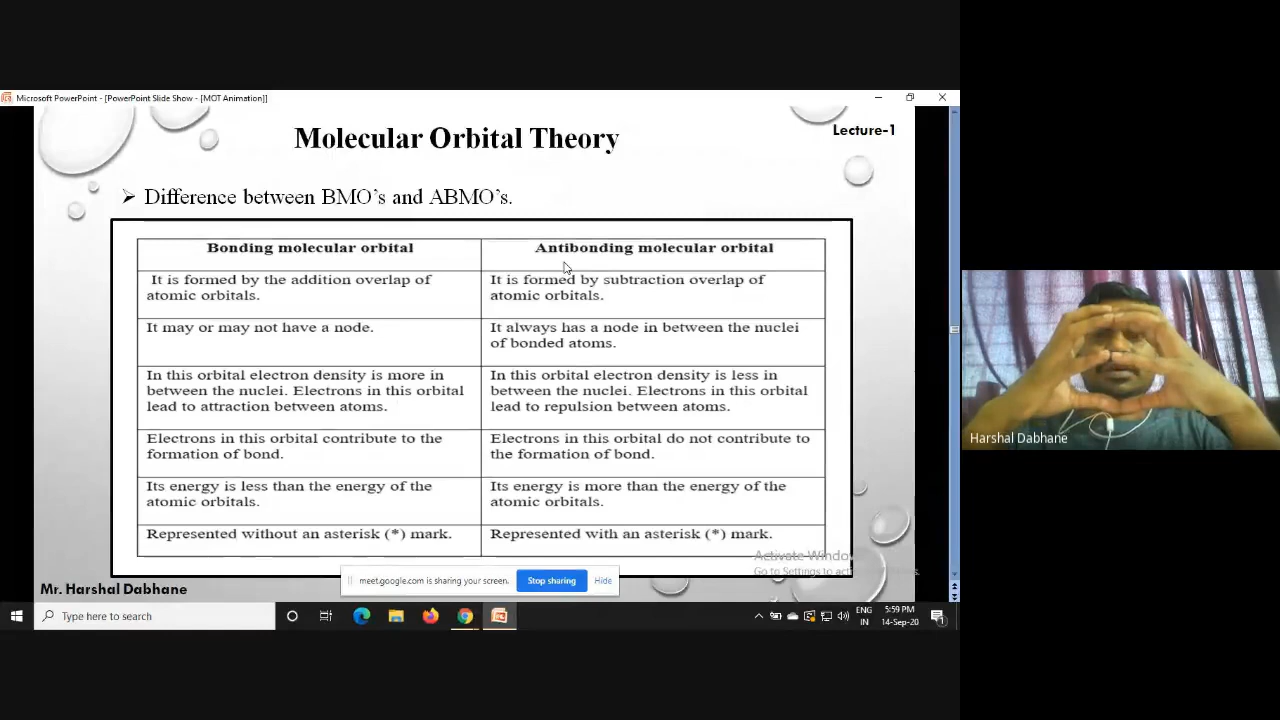 Microsoft PowerPoint - [PowerPoint Slide Show - [MOT Animation]]
Molecular Orbital Theory
Lecture-1
➢ Difference between BMO's and ABMO's.
Bonding molecular orbital
Antibonding molecular orbital
It is formed by the addition overlap of
atomic orbitals.
It is formed by subtraction overlap of
atomic orbitals.
It may or may not have a node.
It always has a node in between the nuclei
of bonded atoms.
In this orbital electron density is more in
between the nuclei. Electrons in this orbital
lead to attraction between atoms.
In this orbital electron density is less in
between the nuclei. Electrons in this orbital
lead to repulsion between atoms.
Electrons in this orbital contribute to the
formation of bond.
Electrons in this orbital do not contribute to
the formation of bond.
Its energy is less than the energy of the
atomic orbitals.
Its energy is more than the energy of the
atomic orbitals.
Represented without an asterisk (*) mark.
Represented with an asterisk (*) mark.
Activate Windo
Go to Settings to
Mr. Harshal Dabhane
meet.google.com is sharing your screen.
Stop sharing
Hide
Type here to search
ENG
IN
5:59 PM
14-Sep-20
1
Harshal Dabhane